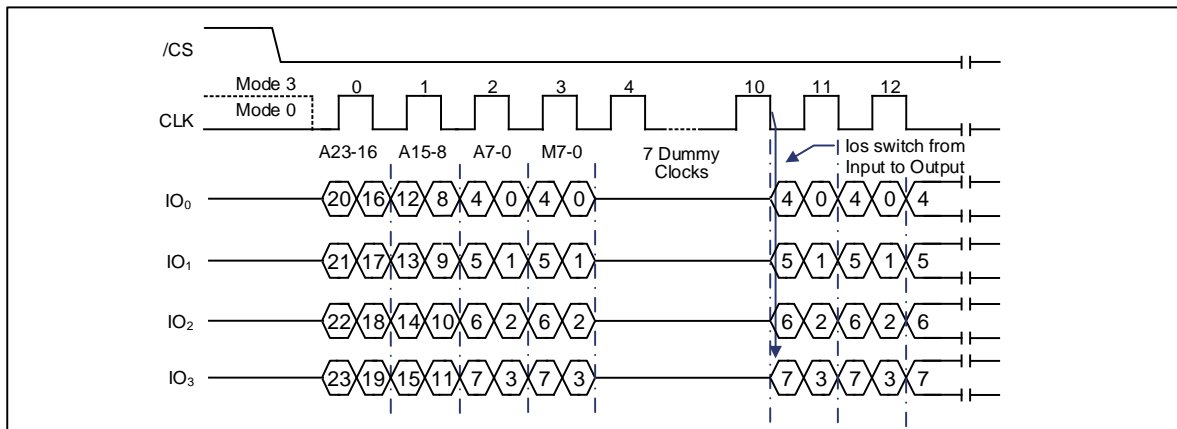 /CS
Mode 3
Mode 0
CLK
0 1 2 3 4 10 11 12
A23-16 A15-8 A7-0 M7-0
7 Dummy
Clocks
Ios switch from
Input to Output
IO0 20 16 12 8 4 0 4 0 4 0 4 0 4
IO1 21 17 13 9 5 1 5 1 5 1 5 1 5
IO2 22 18 14 10 6 2 6 2 6 2 6 2 6
IO3 23 19 15 11 7 3 7 3 7 3 7 3 7